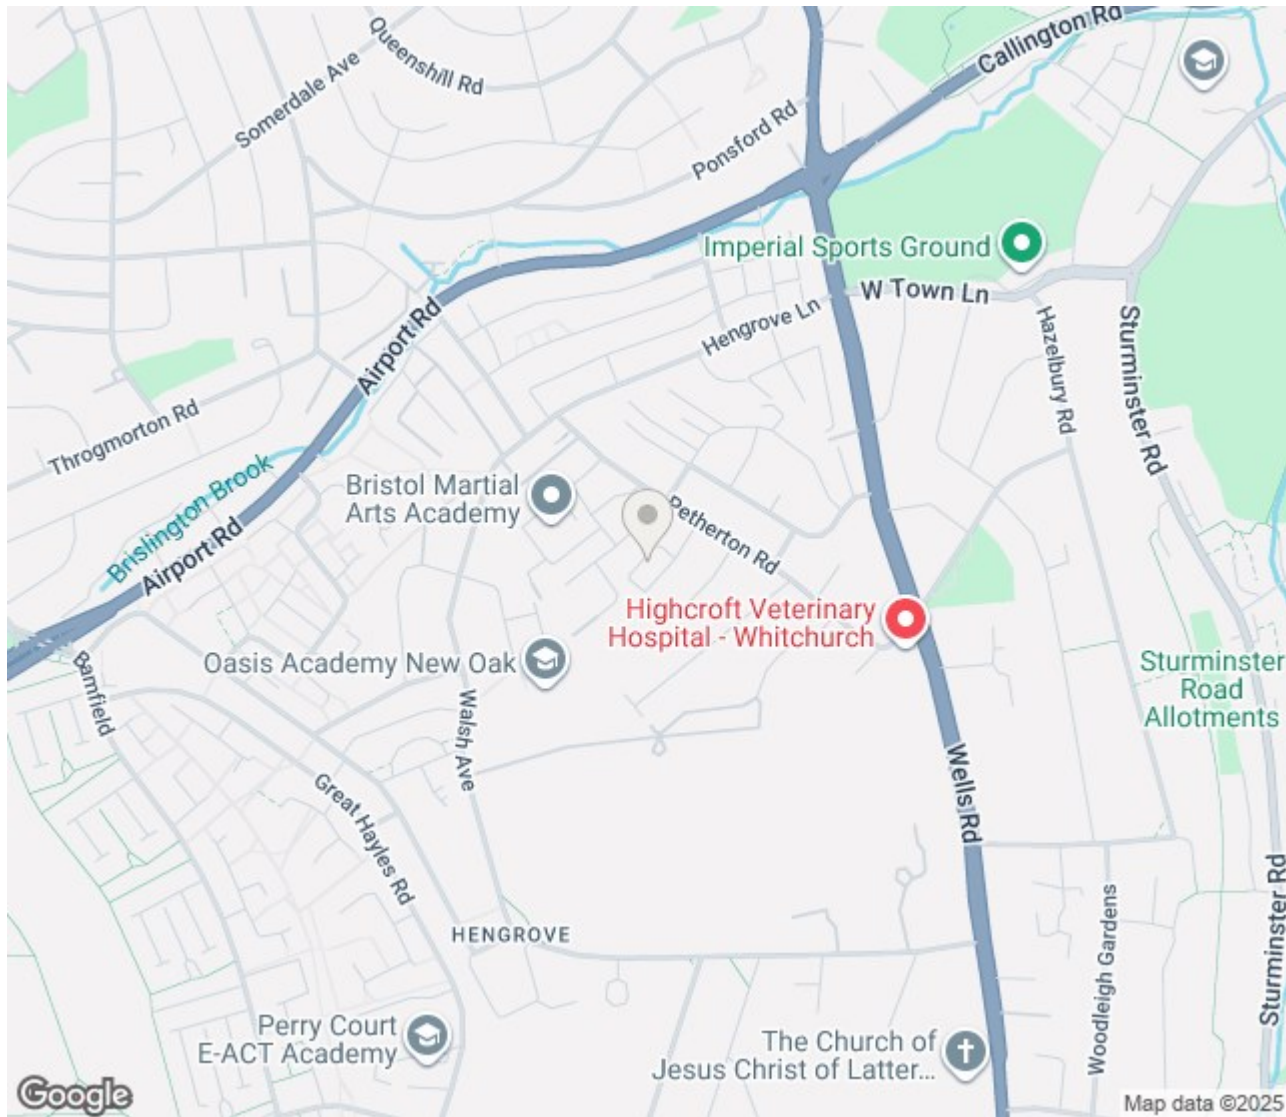 Queenshill Rd
Callington Rd
Somerdale Ave
Ponsford Rd
Imperial Sports Ground
W Town Ln
Hengrove Ln
Airport Rd
Hazelbury Rd
Sturminster Rd
Throgmorton Rd
Brislington Brook
Bristol Martial
Arts Academy
Petherton Rd
Airport Rd
Highcroft Veterinary
Hospital - Whitchurch
Oasis Academy New Oak
Sturminster
Road
Allotments
Bamfield
Walsh Ave
Wells Rd
Great Hayles Rd
HENGROVE
Woodleigh Gardens
Sturminster Rd
Perry Court
E-ACT Academy
The Church of
Jesus Christ of Latter...
Google
Map data ©2025